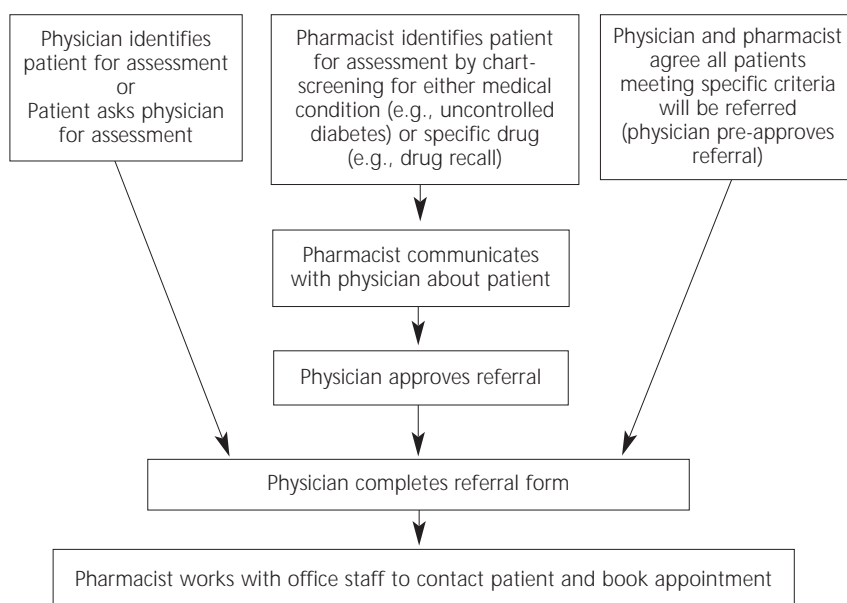 Physician identifies
patient for assessment
or
Patient asks physician
for assessment
Pharmacist identifies patient
for assessment by chart-
screening for either medical
condition (e.g., uncontrolled
diabetes) or specific drug
(e.g., drug recall)
Physician and pharmacist
agree all patients
meeting specific criteria
will be referred
(physician pre-approves
referral)
Pharmacist communicates
with physician about patient
Physician approves referral
Physician completes referral form
Pharmacist works with office staff to contact patient and book appointment